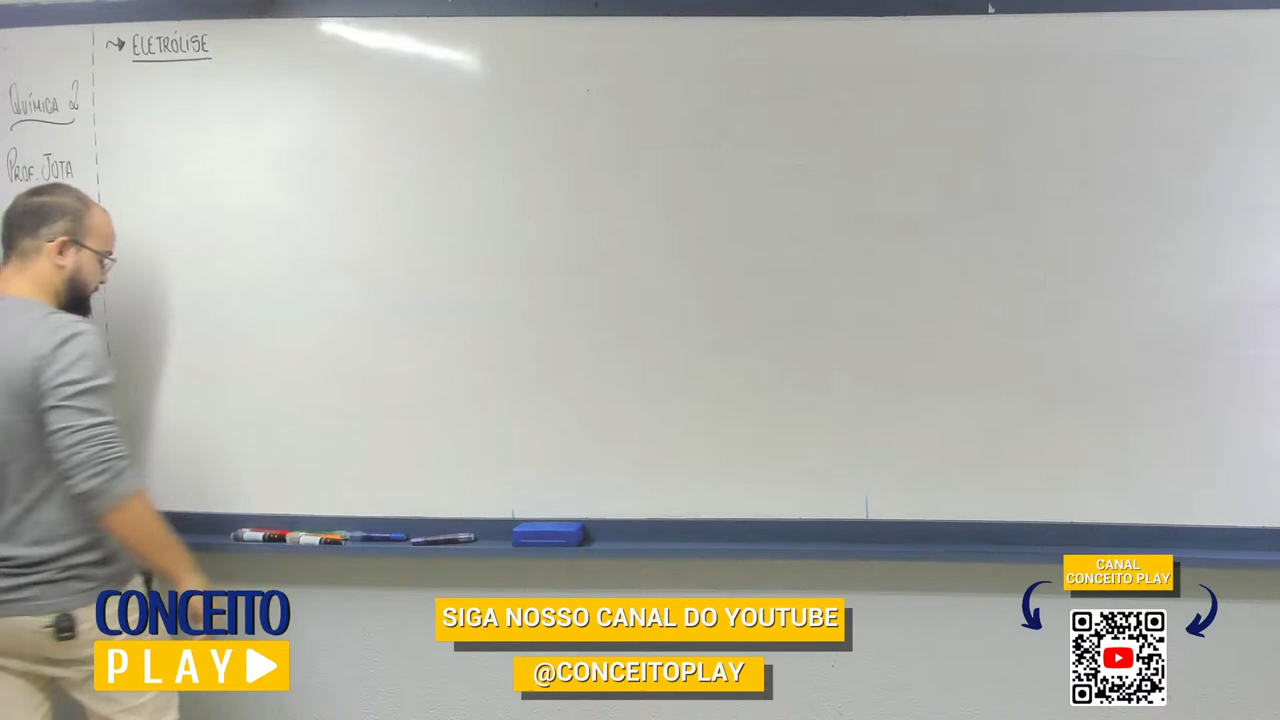 → ELETRÓLISE
QUÍMICA 2
PROF. JOTA
CONCEITO
PLAY
SIGA NOSSO CANAL DO YOUTUBE
@CONCEITOPLAY
CANAL
CONCEITO PLAY